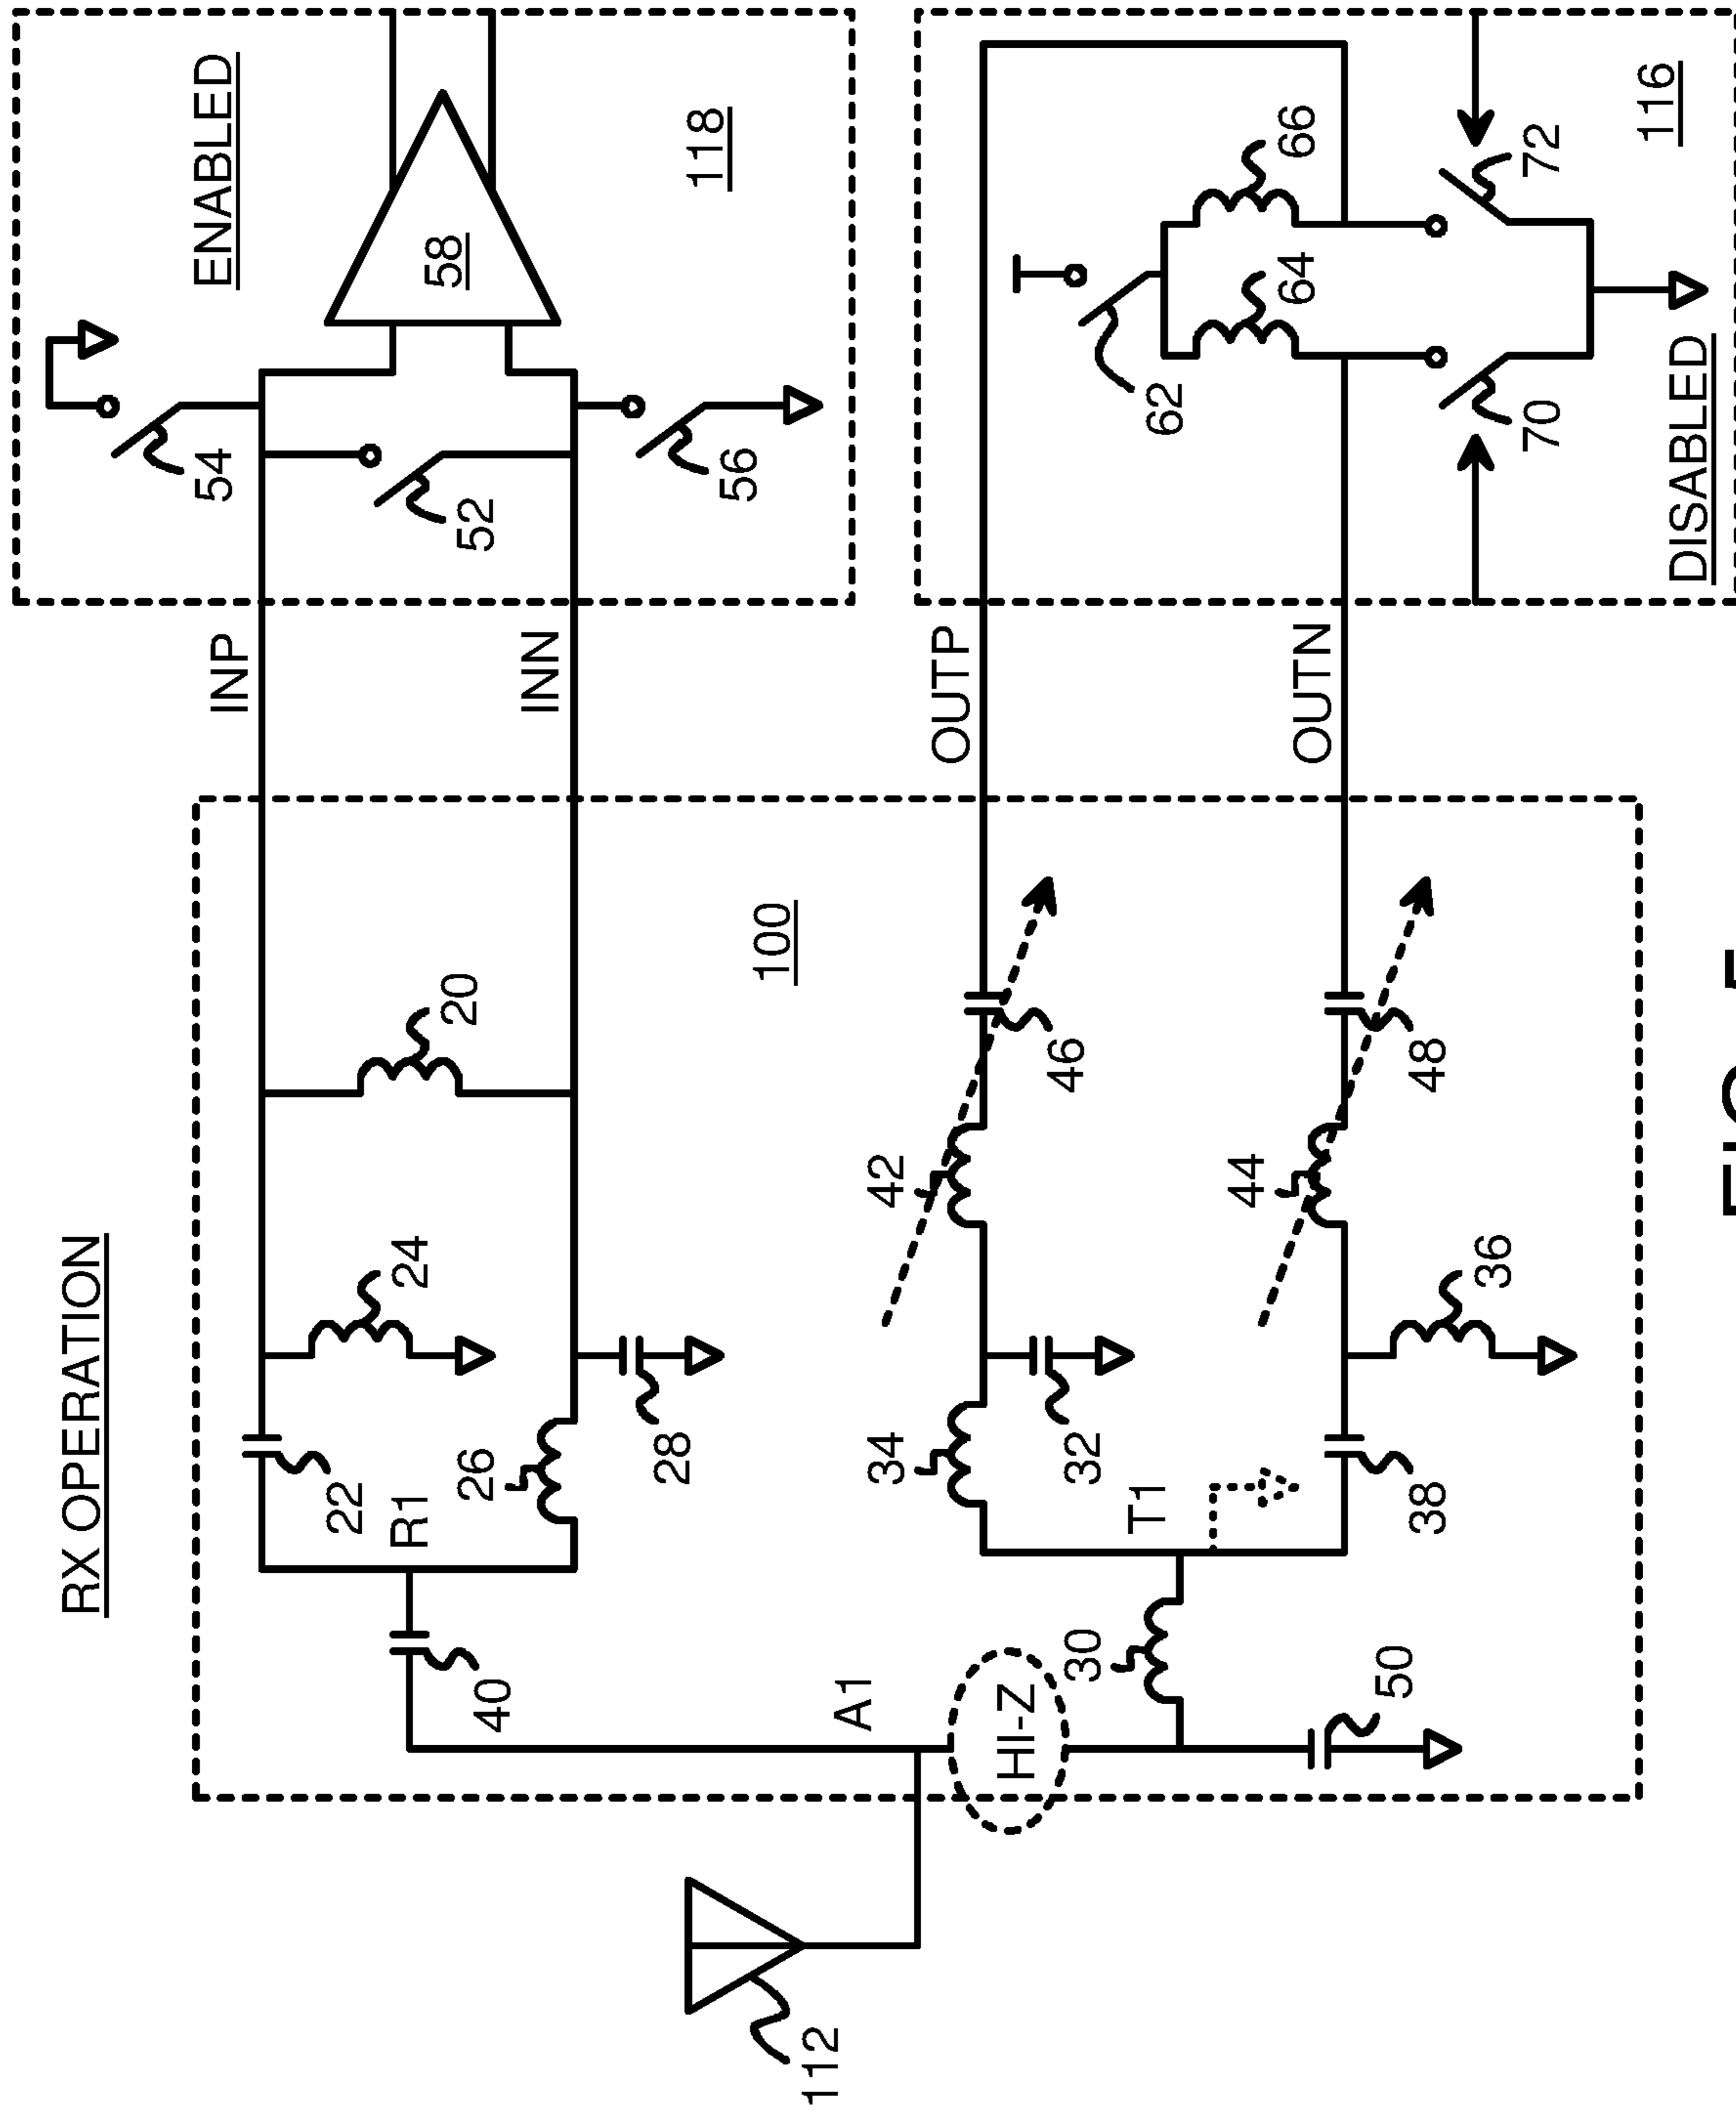 RX OPERATION
ENABLED
58
118
54
52
56
INP
INN
20
24
22
R1
26
28
40
100
A1
HI-Z
112
OUTP
OUTN
42
46
34
32
T1
30
44
48
36
38
50
62
64
66
70
72
116
DISABLED